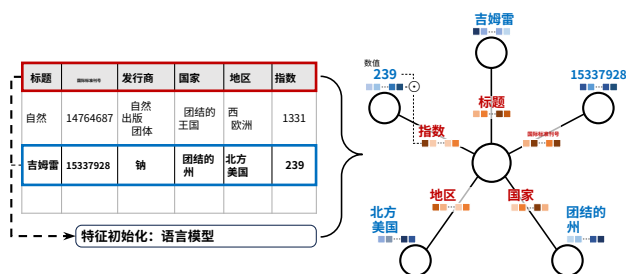 标题 国际标准刊号 发行商 国家 地区 指数
自然 14764687 自然
出版
团体 团结的
王国 西
欧洲 1331
吉姆雷 15337928 钠 团结的
州 北方
美国 239
特征初始化：语言模型
吉姆雷
数值
239
15337928
标题
指数
国际标准刊号
地区
国家
北方
美国
团结的
州